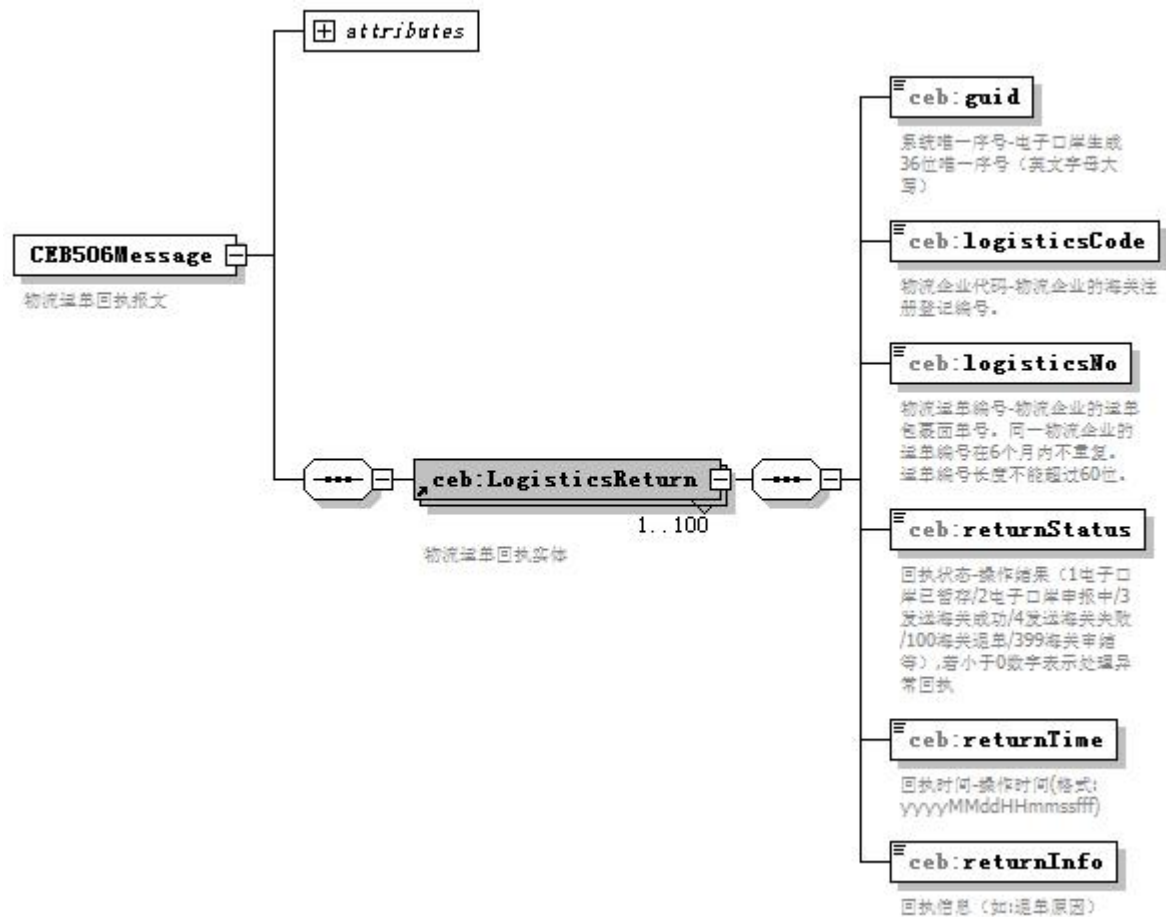 attributes
CEB506Message
物流运单回执报文
ceb:LogisticsReturn
1..100
物流运单回执实体
ceb:guid
系统唯一序号-电子口岸生成
36位唯一序号（英文字母大
写）
ceb:logisticsCode
物流企业代码-物流企业的海关注
册登记编号。
ceb:logisticsNo
物流运单编号-物流企业的运单
包裹面单号。同一物流企业的
运单编号在6个月内不重复。
运单编号长度不能超过60位。
ceb:returnStatus
回执状态-操作结果（1电子口
岸已暂存/2电子口岸申报中/3
发送海关成功/4发送海关失败
/100海关退单/399海关审结
等）,若小于0数字表示处理异
常回执
ceb:returnTime
回执时间-操作时间(格式:
yyyyMMddHHmmssfff)
ceb:returnInfo
回执信息（如:退单原因）